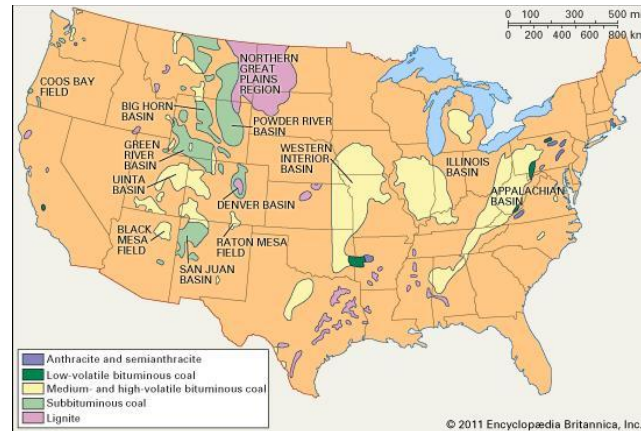 0 100 300 500 mi
0 200 400 600 800 km
COOS BAY
FIELD
NORTHERN
GREAT
PLAINS
REGION
BIG HORN
BASIN
POWDER RIVER
BASIN
GREEN
RIVER
BASIN
WESTERN
INTERIOR
BASIN
ILLINOIS
BASIN
UINTA
BASIN
APPALACHIAN
BASIN
DENVER BASIN
BLACK
MESA
FIELD
RATON MESA
FIELD
SAN JUAN
BASIN
Anthracite and semianthracite
Low-volatile bituminous coal
Medium- and high-volatile bituminous coal
Subbituminous coal
Lignite
© 2011 Encyclopædia Britannica, Inc.